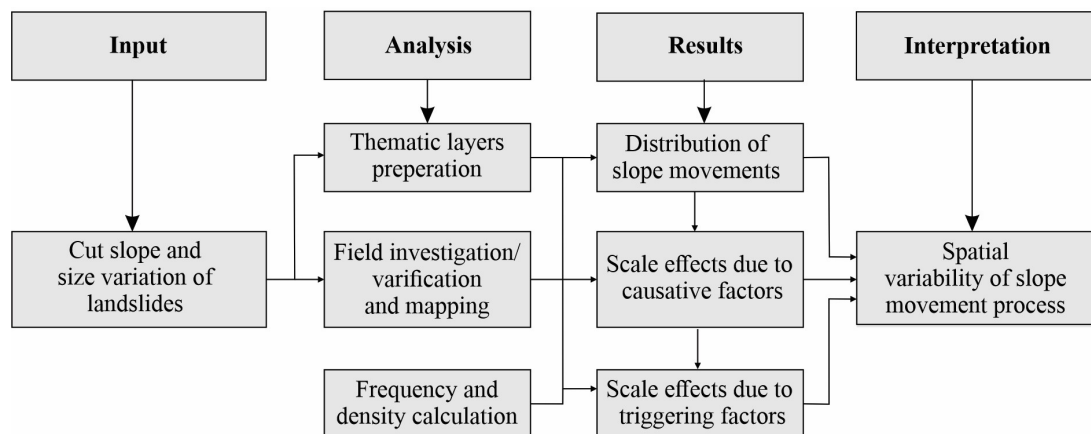 Input
Analysis
Results
Interpretation
Thematic layers
preperation
Distribution of
slope movements
Cut slope and
size variation of
landslides
Field investigation/
varification
and mapping
Scale effects due to
causative factors
Spatial
variability of slope
movement process
Frequency and
density calculation
Scale effects due to
triggering factors